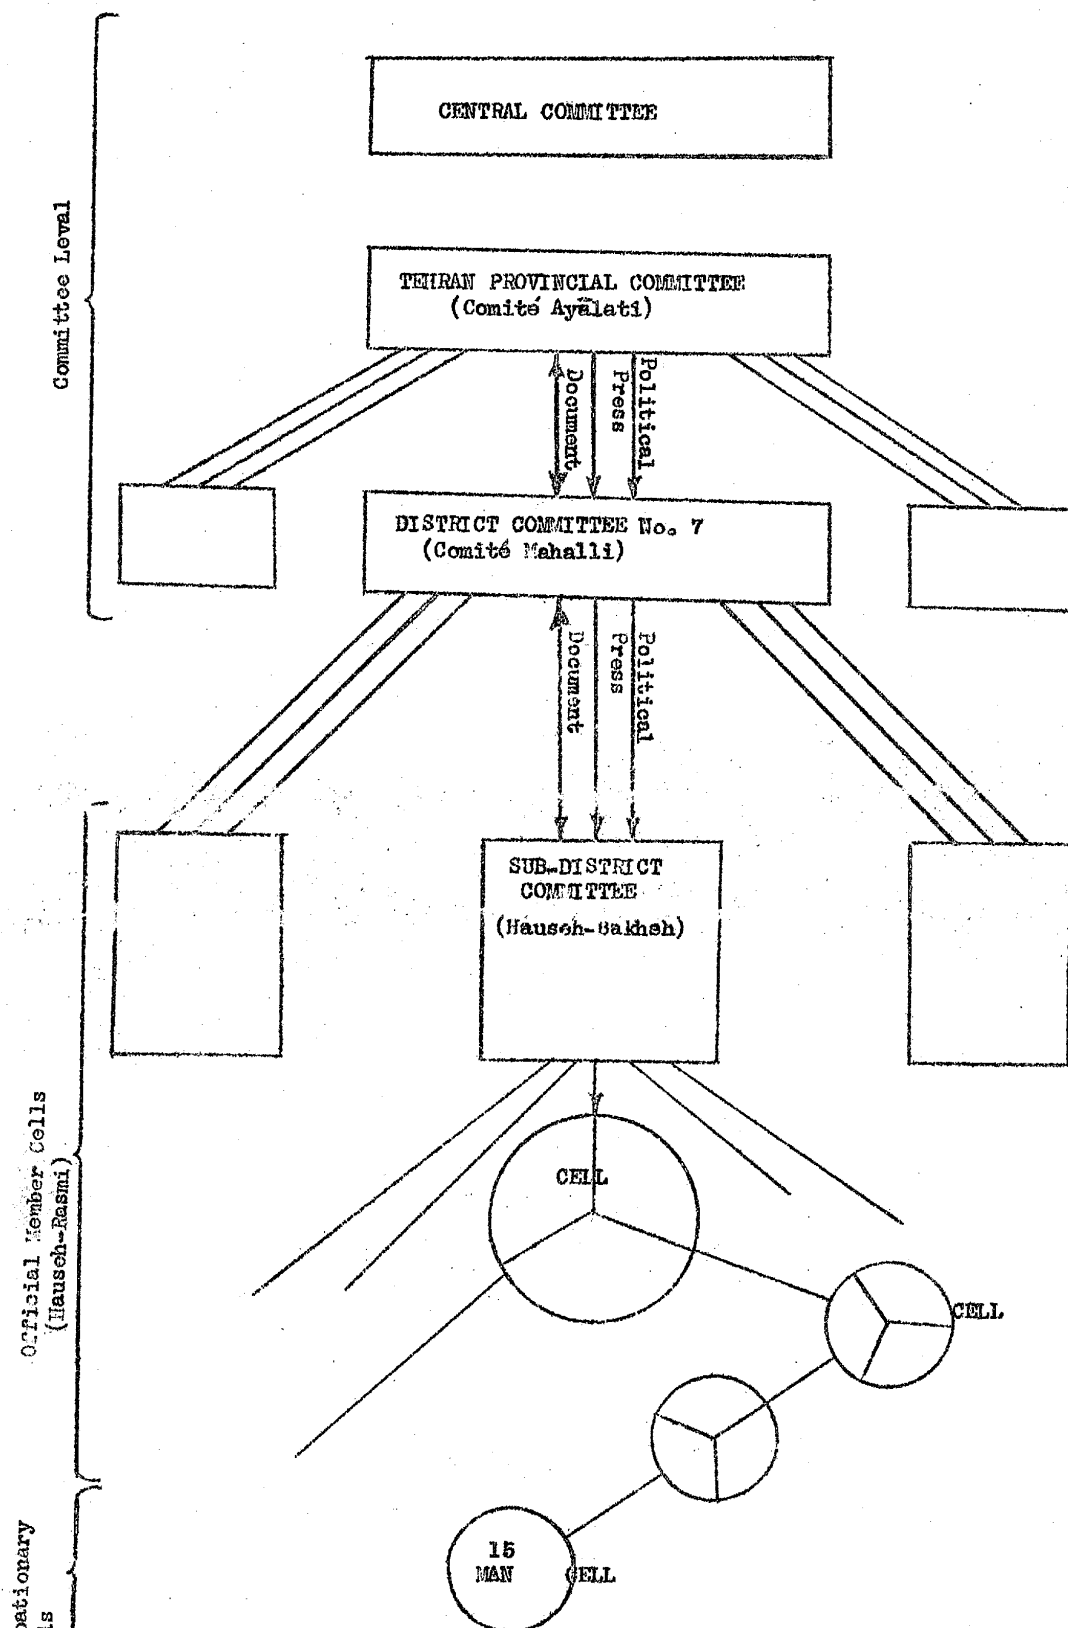 CENTRAL COMMITTEE
Committee Leval
TEHRAN PROVINCIAL COMMITTEE
(Comité Ayālati)
Document
Press
Political
DISTRICT COMMITTEE No. 7
(Comité Mahalli)
Document
Press
Political
SUB-DISTRICT
COMMITTEE
(Hauseh-Bakhsh)
Official Member Cells
(Hauseh-Rasmi)
CELL
CELL
15
MAN CELL